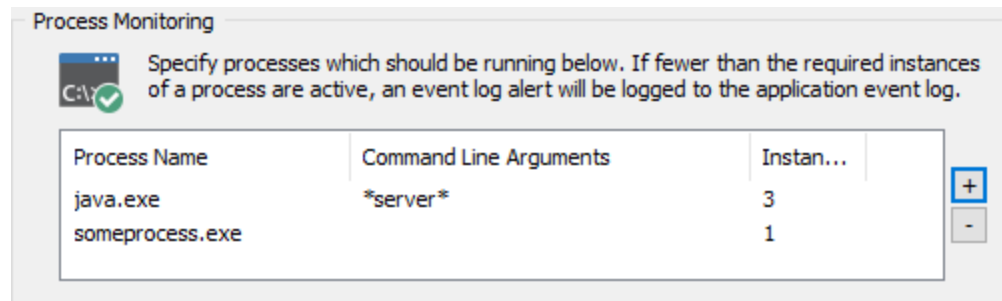 Process Monitoring
Specify processes which should be running below. If fewer than the required instances
of a process are active, an event log alert will be logged to the application event log.
C:\
Process Name Command Line Arguments Instan...
java.exe *server* 3
someprocess.exe 1
+
-